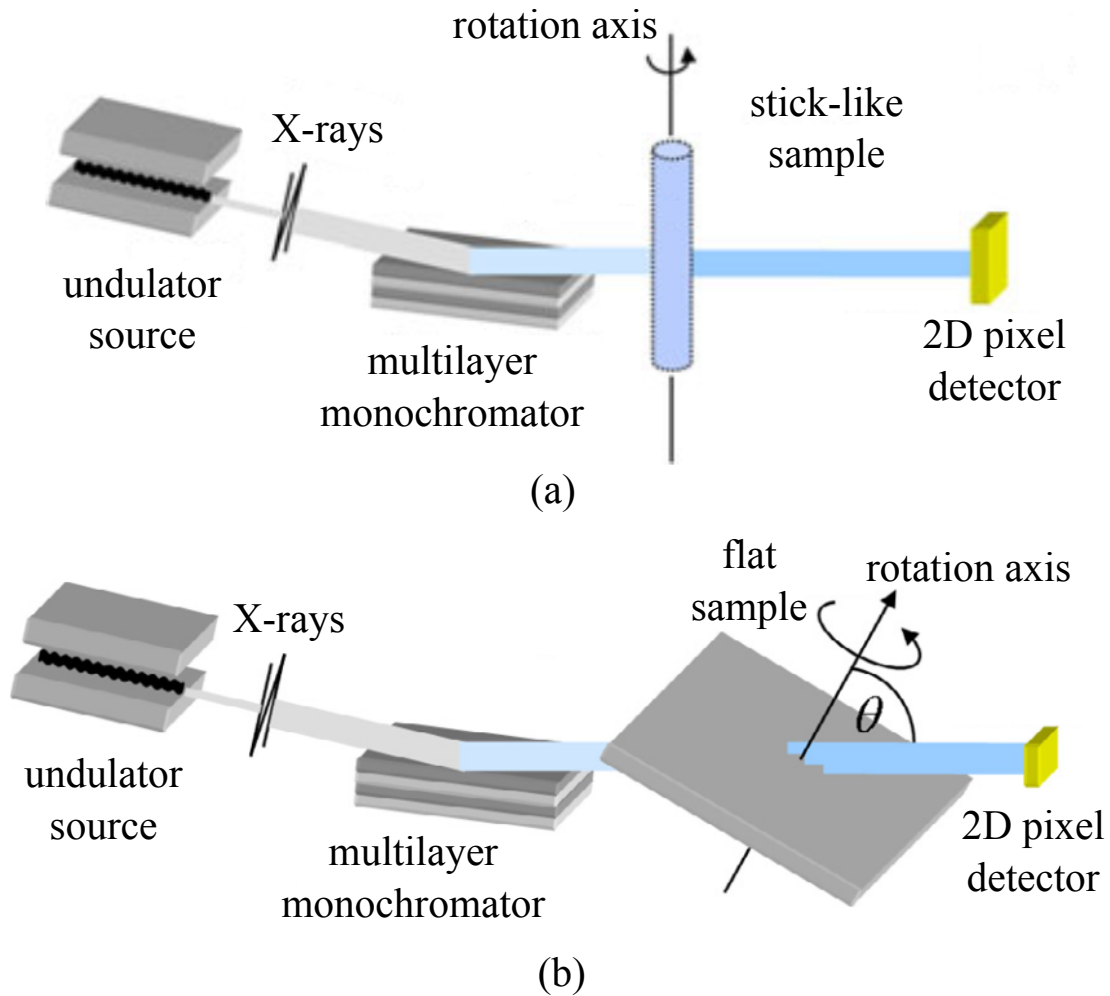 rotation axis
stick-like
sample
X-rays
undulator
source
multilayer
monochromator
2D pixel
detector
(a)
flat
sample
rotation axis
X-rays
θ
undulator
source
multilayer
monochromator
2D pixel
detector
(b)